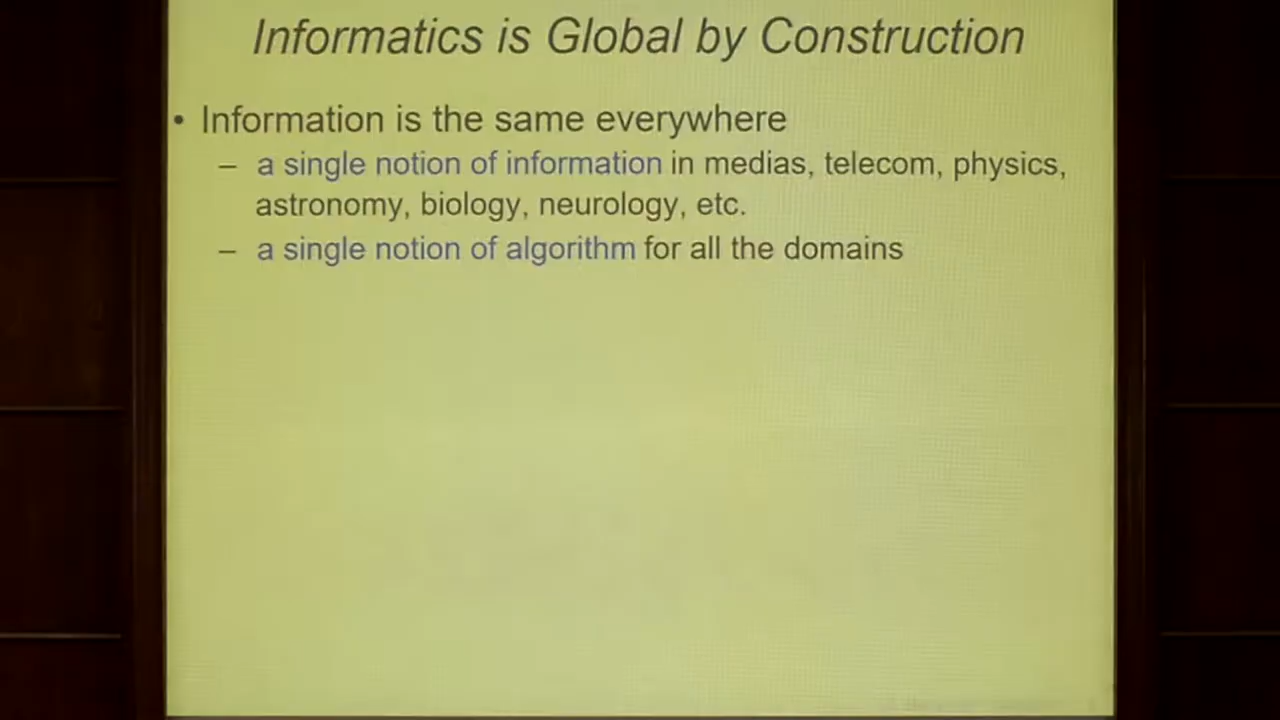 Informatics is Global by Construction
• Information is the same everywhere
– a single notion of information in medias, telecom, physics,
astronomy, biology, neurology, etc.
– a single notion of algorithm for all the domains